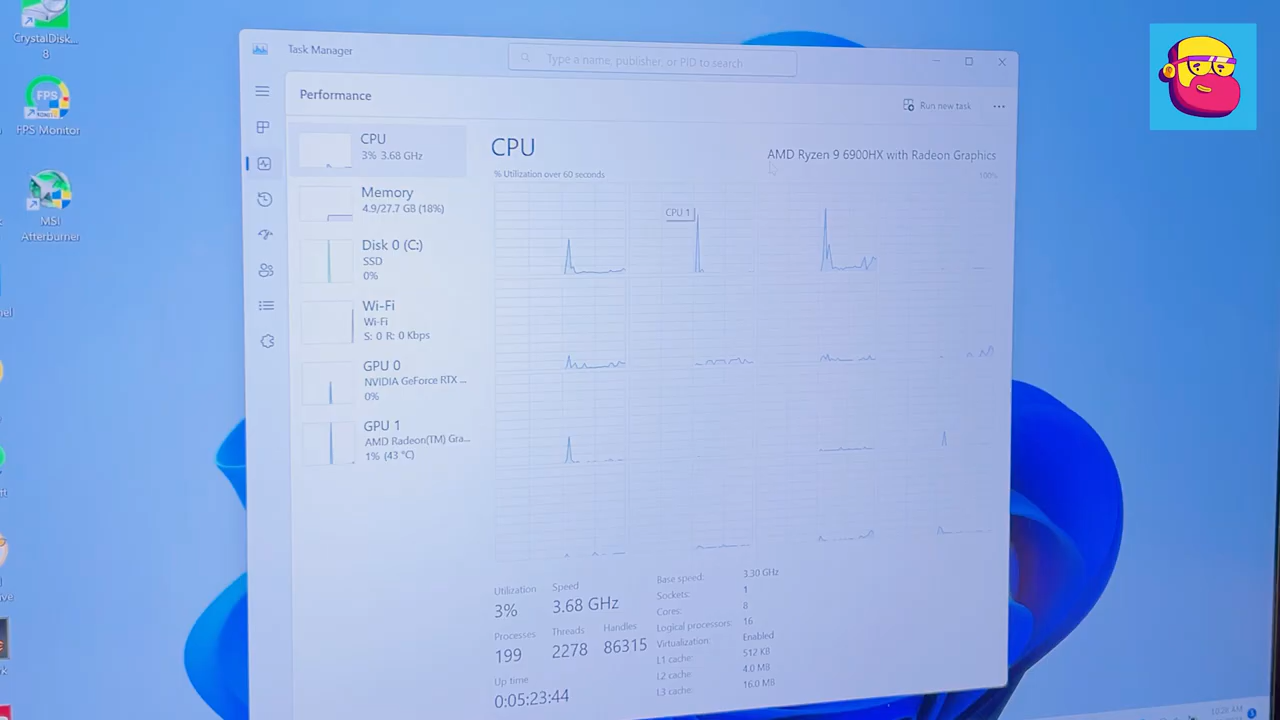 CrystalDisk...
8
FPS
FPS Monitor
MSI
Afterburner
Task Manager
Type a name, publisher, or PID to search
Performance
Run new task
CPU
3% 3.68 GHz
Memory
4.9/27.7 GB (18%)
Disk 0 (C:)
SSD
0%
Wi-Fi
Wi-Fi
S: 0 R: 0 Kbps
GPU 0
NVIDIA GeForce RTX ...
0%
GPU 1
AMD Radeon(TM) Gra...
1% (43 °C)
CPU
AMD Ryzen 9 6900HX with Radeon Graphics
% Utilization over 60 seconds
100%
CPU 1
Utilization
3%
Speed
3.68 GHz
Processes
199
Threads
2278
Handles
86315
Up time
0:05:23:44
Base speed: 3.30 GHz
Sockets: 1
Cores: 8
Logical processors: 16
Virtualization: Enabled
L1 cache: 512 KB
L2 cache: 4.0 MB
L3 cache: 16.0 MB
10:28 AM